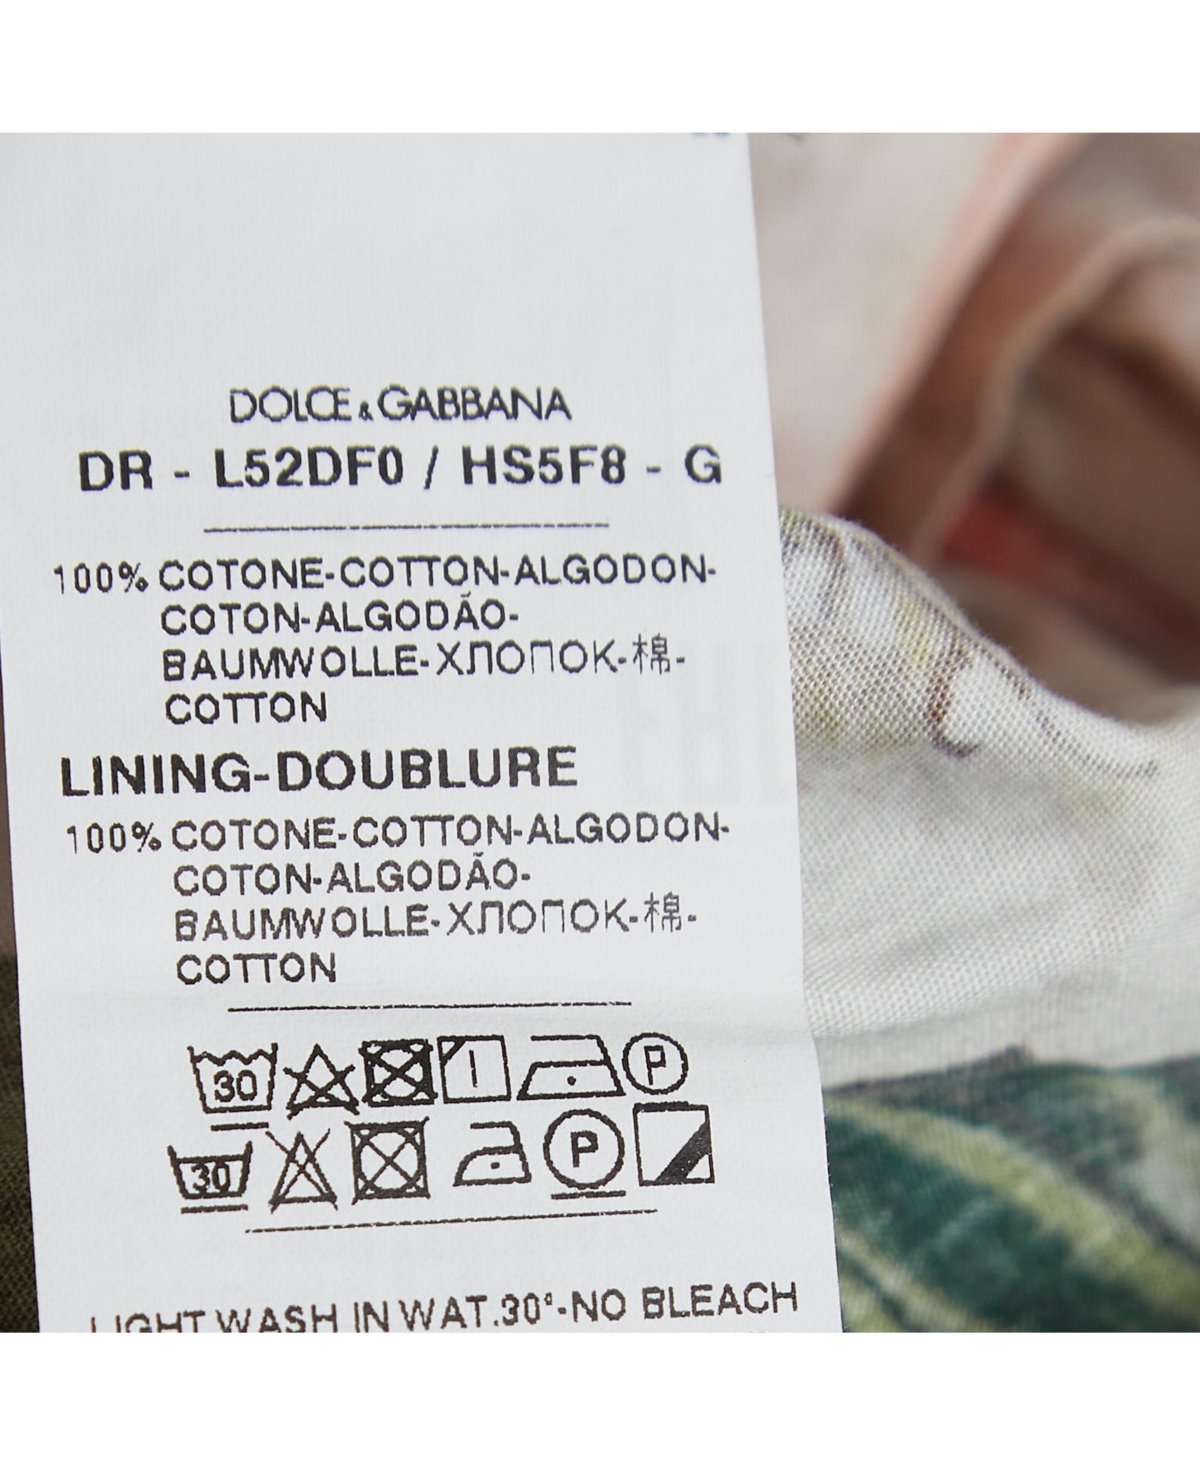 DOLCE & GABBANA
DR - L52DF0 / HS5F8 - G
100% COTONE-COTTON-ALGODON-
COTON-ALGODÃO-
BAUMWOLLE-ХЛОПОК-棉-
COTTON
LINING-DOUBLURE
100% COTONE-COTTON-ALGODON-
COTON-ALGODÃO-
BAUMWOLLE-ХЛОПОК-棉-
COTTON
30 P
30 P
LIGHT WASH IN WAT.30°-NO BLEACH